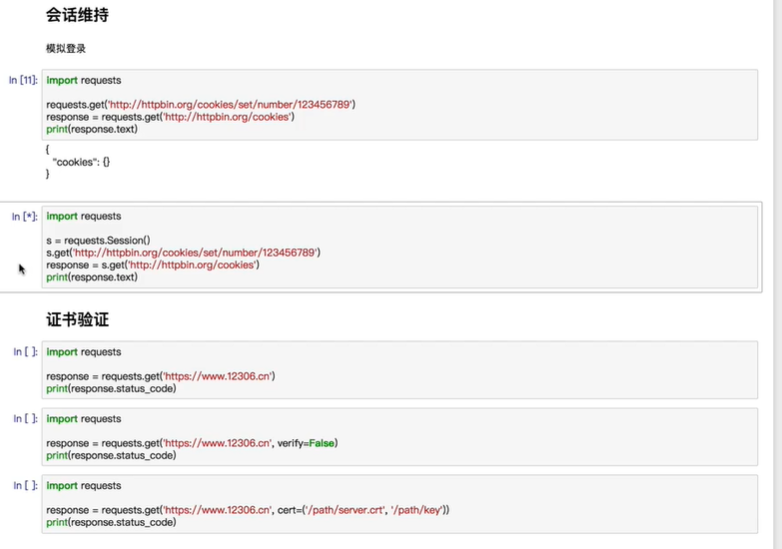 会话维持
模拟登录
In [11]:
import requests
requests.get('http://httpbin.org/cookies/set/number/123456789')
response = requests.get('http://httpbin.org/cookies')
print(response.text)
{
"cookies": {}
}
In [*]:
import requests
s = requests.Session()
s.get('http://httpbin.org/cookies/set/number/123456789')
response = s.get('http://httpbin.org/cookies')
print(response.text)
证书验证
In [ ]:
import requests
response = requests.get('https://www.12306.cn')
print(response.status_code)
In [ ]:
import requests
response = requests.get('https://www.12306.cn', verify=False)
print(response.status_code)
In [ ]:
import requests
response = requests.get('https://www.12306.cn', cert=('/path/server.crt', '/path/key'))
print(response.status_code)